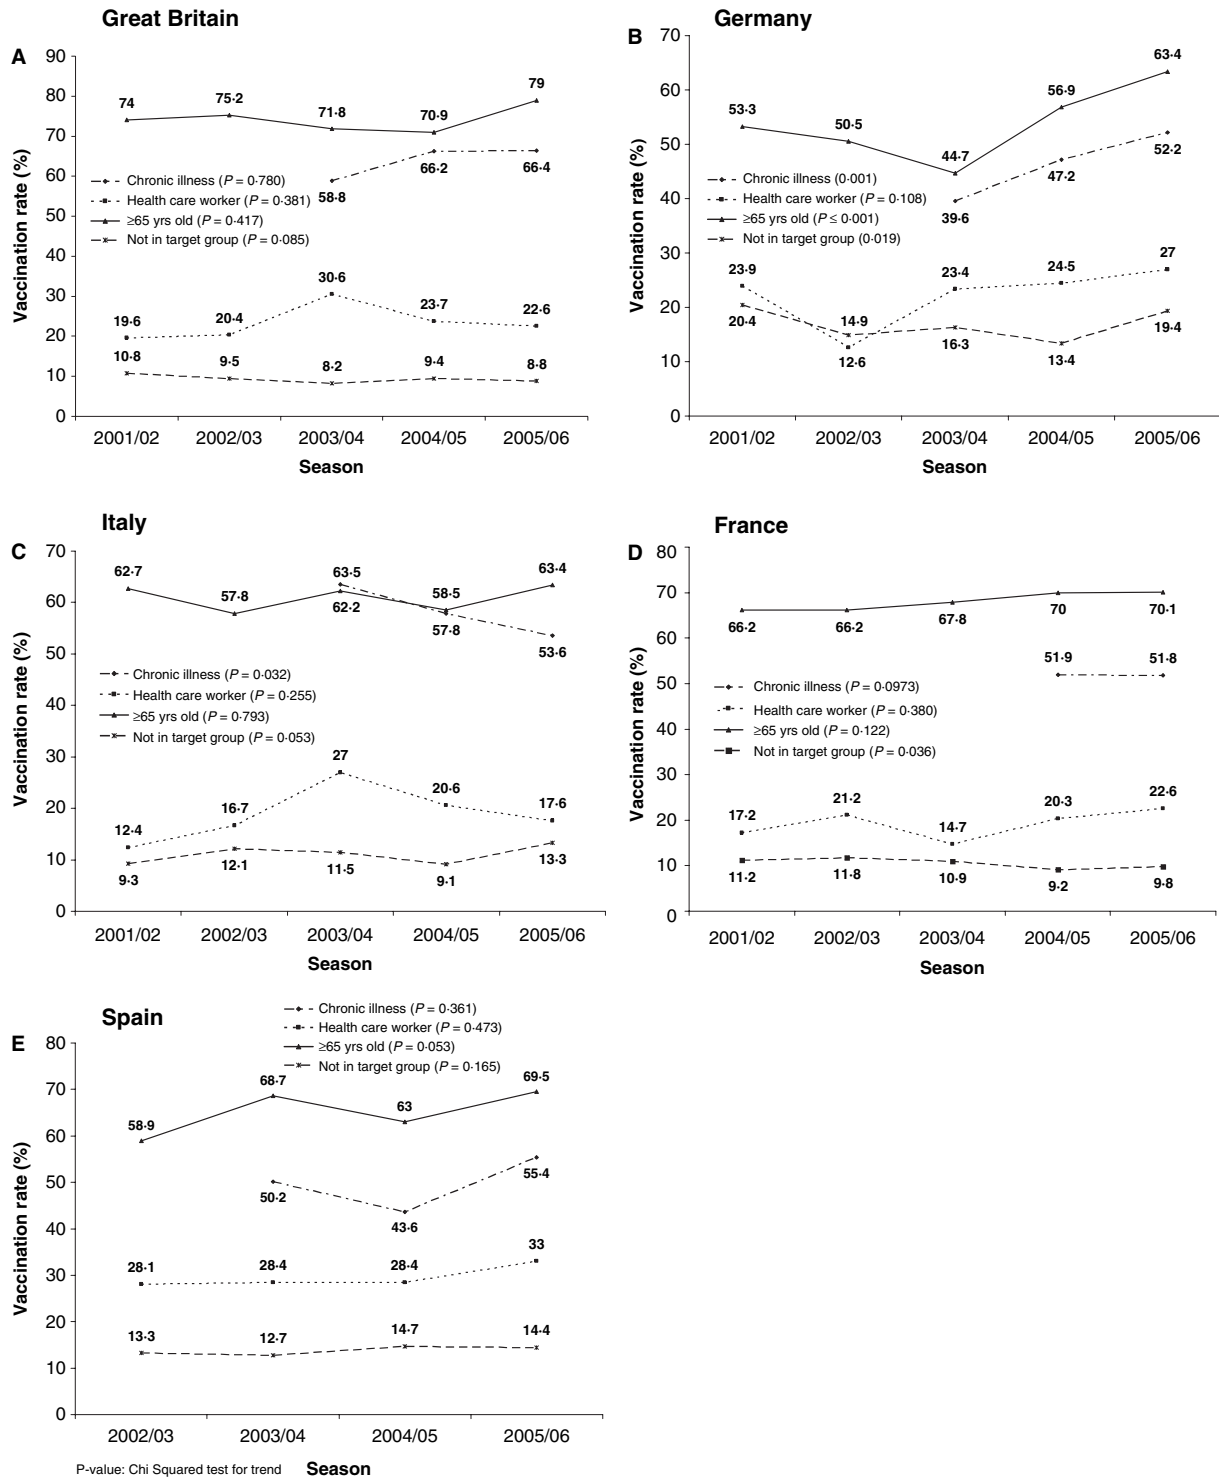 Great Britain
A
Vaccination rate (%)
90
80
70
60
50
40
30
20
10
0
74
75·2
71·8
70·9
79
58·8
66·2
66·4
Chronic illness (P = 0·780)
Health care worker (P = 0·381)
≥65 yrs old (P = 0·417)
Not in target group (P = 0·085)
19·6
20·4
30·6
23·7
22·6
10·8
9·5
8·2
9·4
8·8
2001/02 2002/03 2003/04 2004/05 2005/06
Season
Germany
B
Vaccination rate (%)
70
60
50
40
30
20
10
0
53·3
50·5
44·7
56·9
63·4
39·6
47·2
52·2
Chronic illness (0·001)
Health care worker (P = 0·108)
≥65 yrs old (P ≤ 0·001)
Not in target group (0·019)
23·9
14·9
23·4
24·5
27
20·4
12·6
16·3
13·4
19·4
2001/02 2002/03 2003/04 2004/05 2005/06
Season
Italy
C
Vaccination rate (%)
70
60
50
40
30
20
10
0
62·7
57·8
63·5
62·2
58·5
57·8
63·4
53·6
Chronic illness (P = 0·032)
Health care worker (P = 0·255)
≥65 yrs old (P = 0·793)
Not in target group (P = 0·053)
12·4
16·7
27
20·6
17·6
9·3
12·1
11·5
9·1
13·3
2001/02 2002/03 2003/04 2004/05 2005/06
Season
France
D
Vaccination rate (%)
80
70
60
50
40
30
20
10
0
66·2
66·2
67·8
70
70·1
51·9
51·8
Chronic illness (P = 0·0973)
Health care worker (P = 0·380)
≥65 yrs old (P = 0·122)
Not in target group (P = 0·036)
17·2
21·2
14·7
20·3
22·6
11·2
11·8
10·9
9·2
9·8
2001/02 2002/03 2003/04 2004/05 2005/06
Season
Spain
E
Chronic illness (P = 0·361)
Health care worker (P = 0·473)
≥65 yrs old (P = 0·053)
Not in target group (P = 0·165)
Vaccination rate (%)
80
70
60
50
40
30
20
10
0
58·9
68·7
63
69·5
50·2
43·6
55·4
28·1
28·4
28·4
33
13·3
12·7
14·7
14·4
2002/03 2003/04 2004/05 2005/06
P-value: Chi Squared test for trend
Season